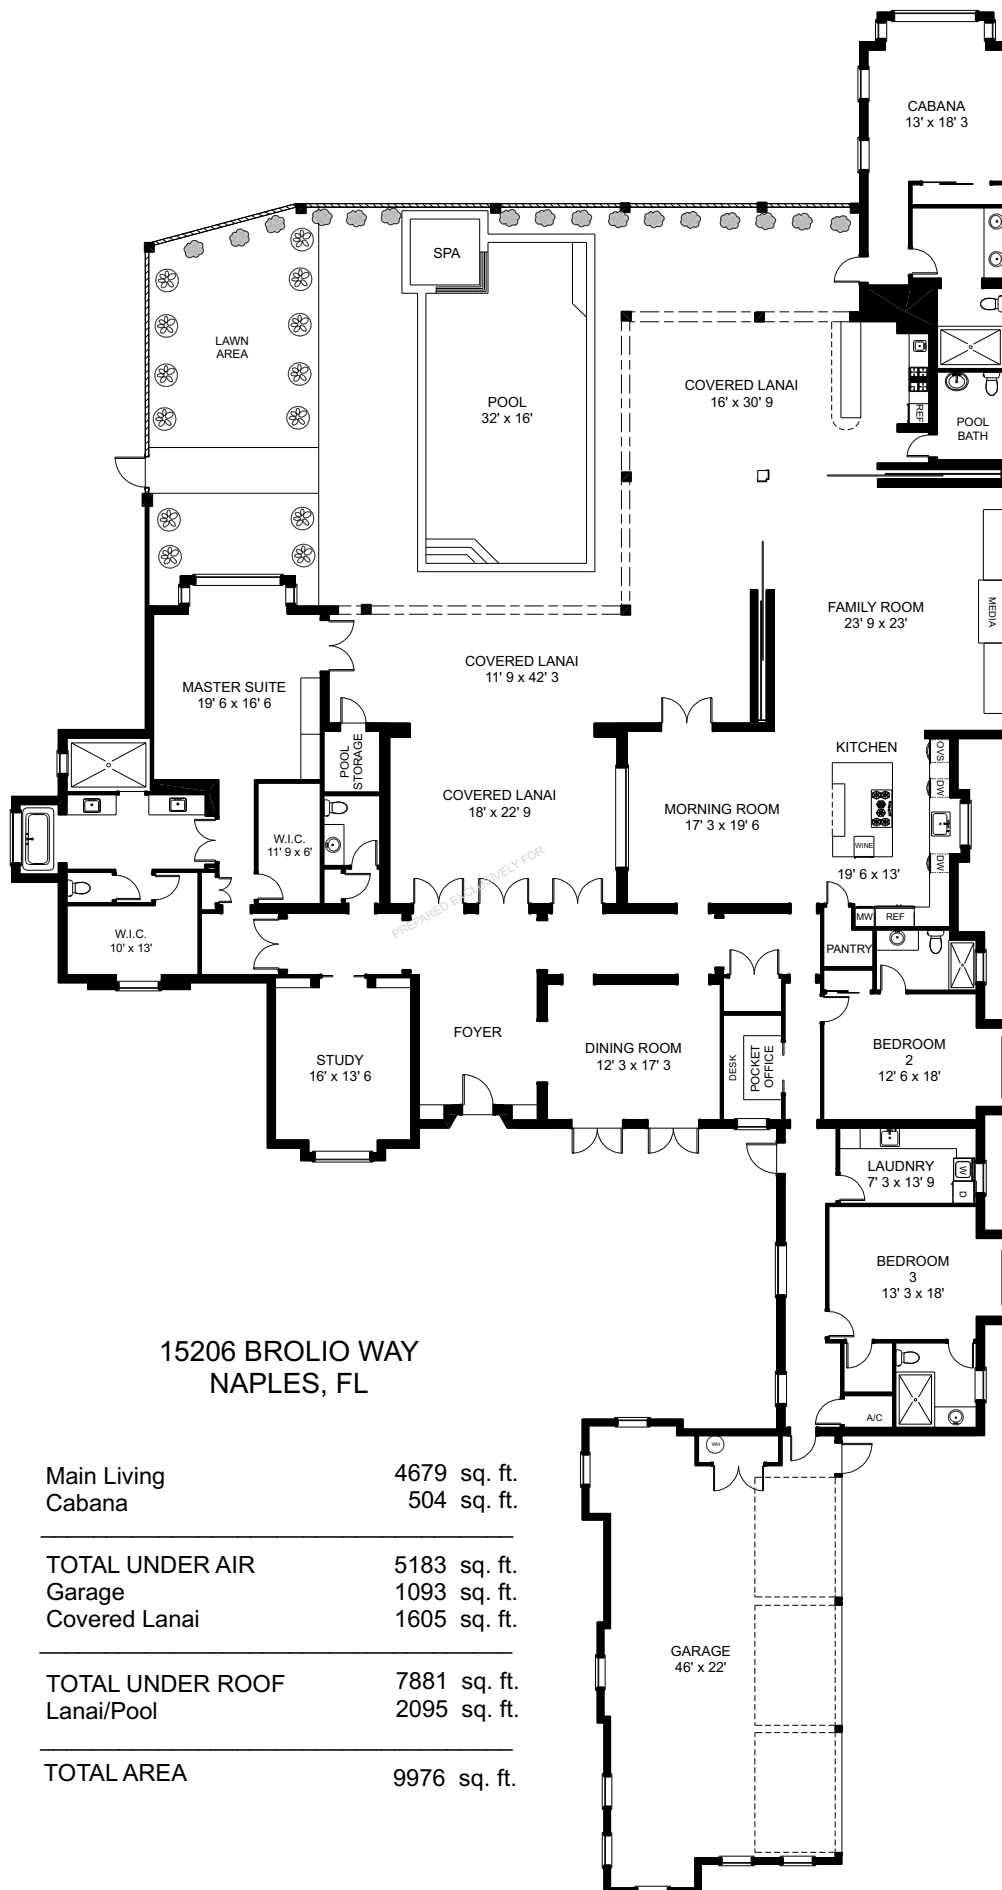 CABANA
13' x 18' 3
SPA
LAWN
AREA
POOL
32' x 16'
COVERED LANAI
16' x 30' 9
REF
POOL
BATH
FAMILY ROOM
23' 9 x 23'
MEDIA
COVERED LANAI
11' 9 x 42' 3
MASTER SUITE
19' 6 x 16' 6
POOL
STORAGE
COVERED LANAI
18' x 22' 9
MORNING ROOM
17' 3 x 19' 6
KITCHEN
OVS
DW
WINE
DW
19' 6 x 13'
W.I.C.
11' 9 x 6'
PREPARED EXCLUSIVELY FOR
W.I.C.
10' x 13'
MW
REF
PANTRY
FOYER
STUDY
16' x 13' 6
DINING ROOM
12' 3 x 17' 3
DESK
POCKET
OFFICE
BEDROOM
2
12' 6 x 18'
LAUDNRY
7' 3 x 13' 9
W
D
BEDROOM
3
13' 3 x 18'
A/C
WH
GARAGE
46' x 22'
15206 BROLIO WAY
NAPLES, FL
Main Living 4679 sq. ft.
Cabana 504 sq. ft.
TOTAL UNDER AIR 5183 sq. ft.
Garage 1093 sq. ft.
Covered Lanai 1605 sq. ft.
TOTAL UNDER ROOF 7881 sq. ft.
Lanai/Pool 2095 sq. ft.
TOTAL AREA 9976 sq. ft.